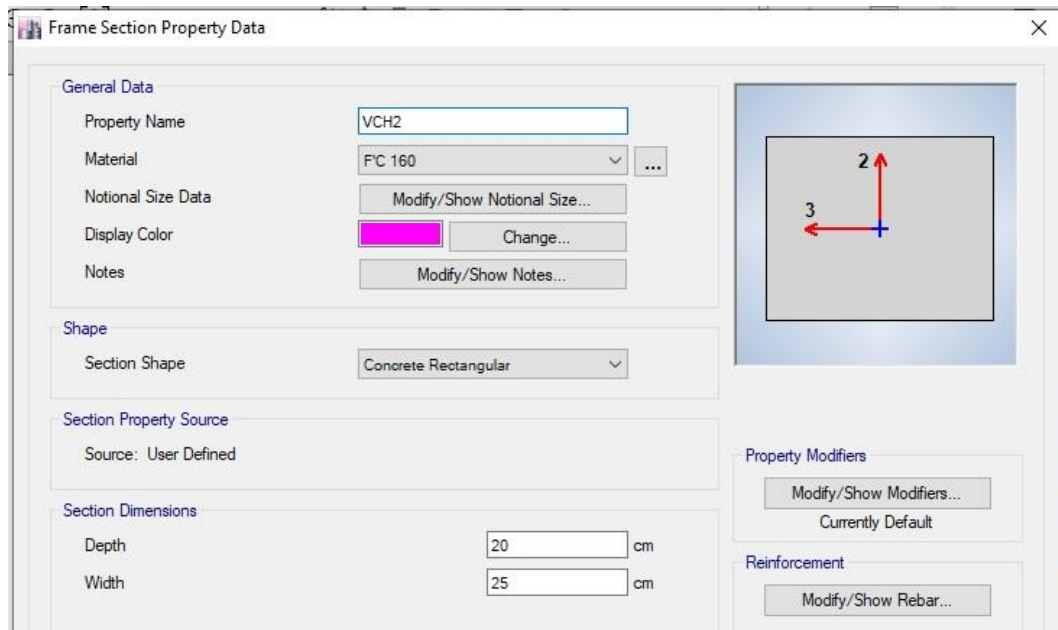 Frame Section Property Data
General Data
Property Name VCH2
Material F'C 160 ...
Notional Size Data Modify/Show Notional Size...
Display Color Change...
Notes Modify/Show Notes...
2
3
Shape
Section Shape Concrete Rectangular
Section Property Source
Source: User Defined
Property Modifiers
Modify/Show Modifiers...
Currently Default
Section Dimensions
Depth 20 cm
Width 25 cm
Reinforcement
Modify/Show Rebar...